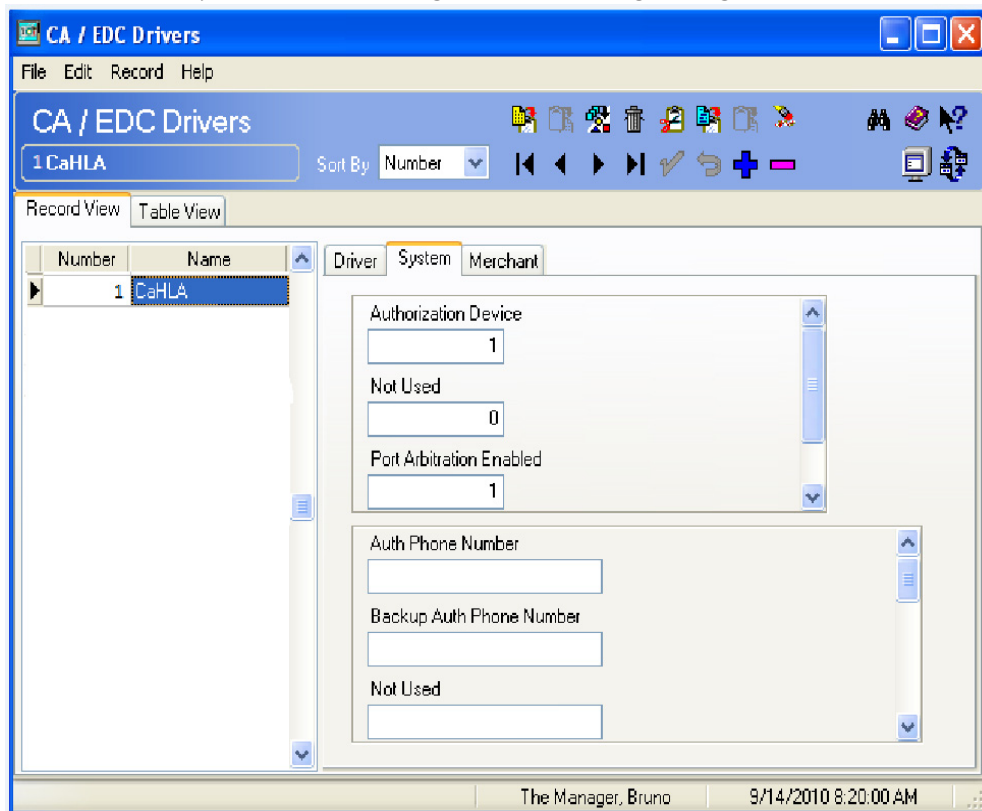 CA / EDC Drivers
File Edit Record Help
CA / EDC Drivers
1 CaHLA
Sort By Number
Record View Table View
Number Name
1 CaHLA
Driver System Merchant
Authorization Device
1
Not Used
0
Port Arbitration Enabled
1
Auth Phone Number
Backup Auth Phone Number
Not Used
The Manager, Bruno 9/14/2010 8:20:00 AM